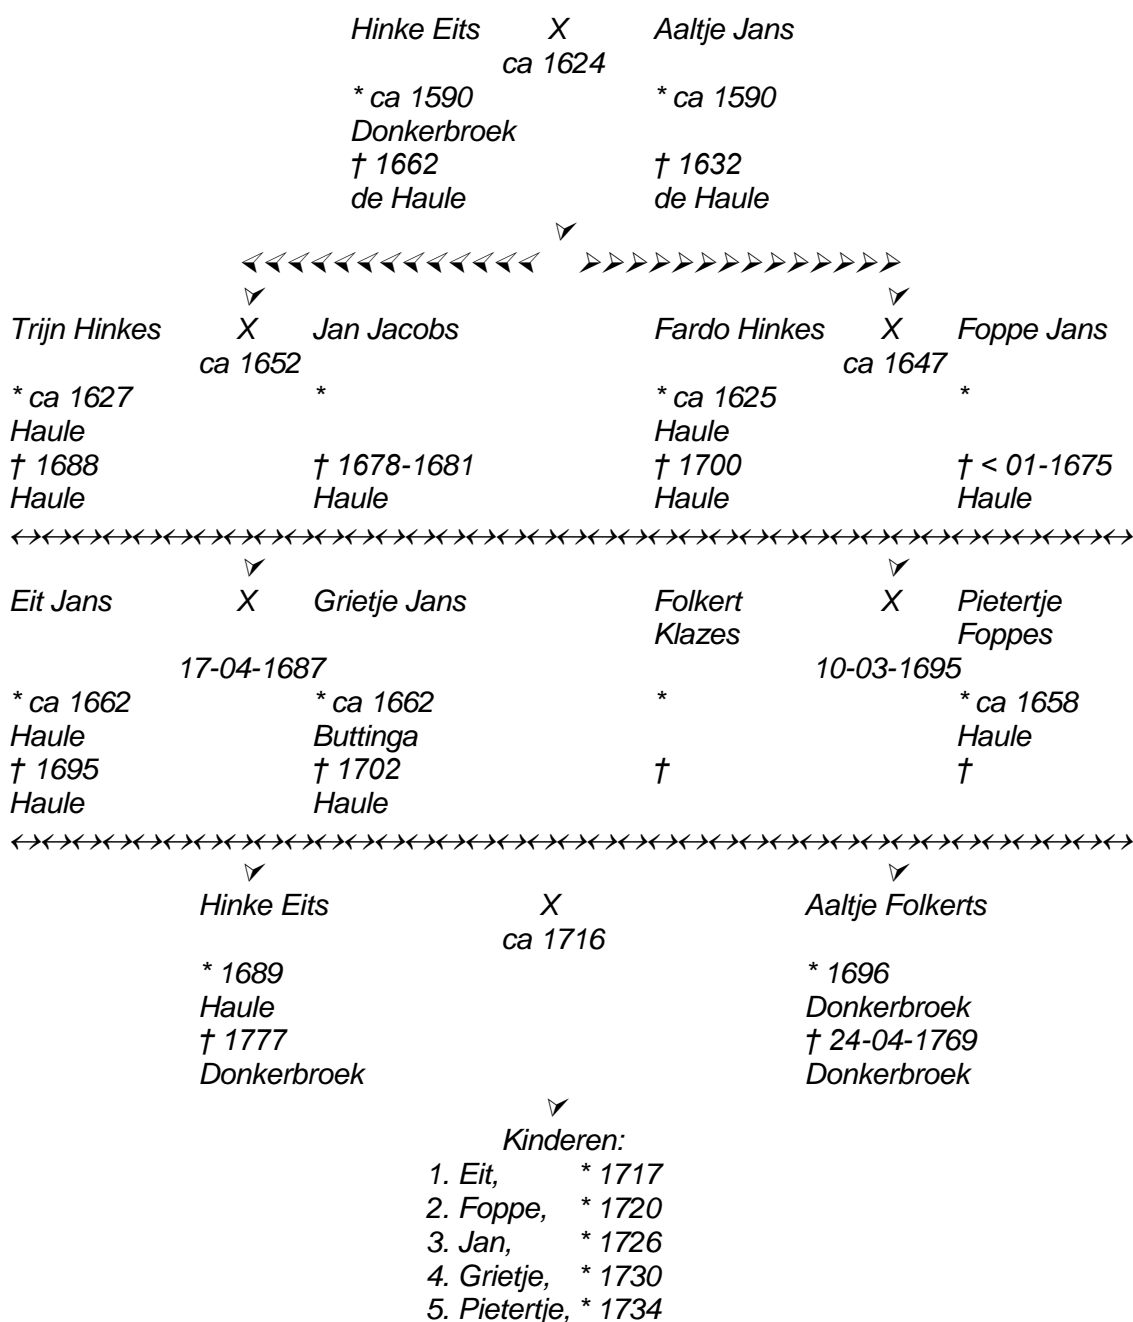 Hinke Eits X Aaltje Jans
ca 1624
* ca 1590 * ca 1590
Donkerbroek
† 1662 † 1632
de Haule de Haule
Trijn Hinkes X Jan Jacobs Fardo Hinkes X Foppe Jans
ca 1652 ca 1647
* ca 1627 * * ca 1625 *
Haule Haule
† 1688 † 1678-1681 † 1700 † < 01-1675
Haule Haule Haule Haule
Eit Jans X Grietje Jans Folkert X Pietertje
Klazes Foppes
17-04-1687 10-03-1695
* ca 1662 * ca 1662 * * ca 1658
Haule Buttinga Haule
† 1695 † 1702 † †
Haule Haule
Hinke Eits X Aaltje Folkerts
ca 1716
* 1689 * 1696
Haule Donkerbroek
† 1777 † 24-04-1769
Donkerbroek Donkerbroek
Kinderen:
1. Eit, * 1717
2. Foppe, * 1720
3. Jan, * 1726
4. Grietje, * 1730
5. Pietertje, * 1734